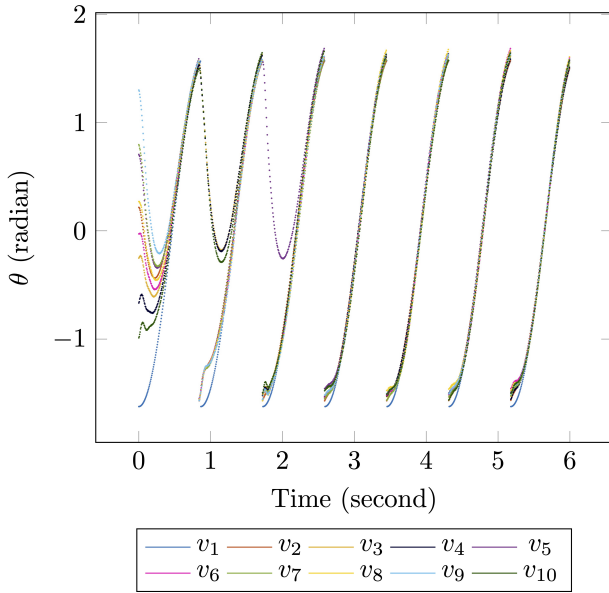 2
1
0
−1
θ (radian)
0 1 2 3 4 5 6
Time (second)
v1 v2 v3 v4 v5
v6 v7 v8 v9 v10